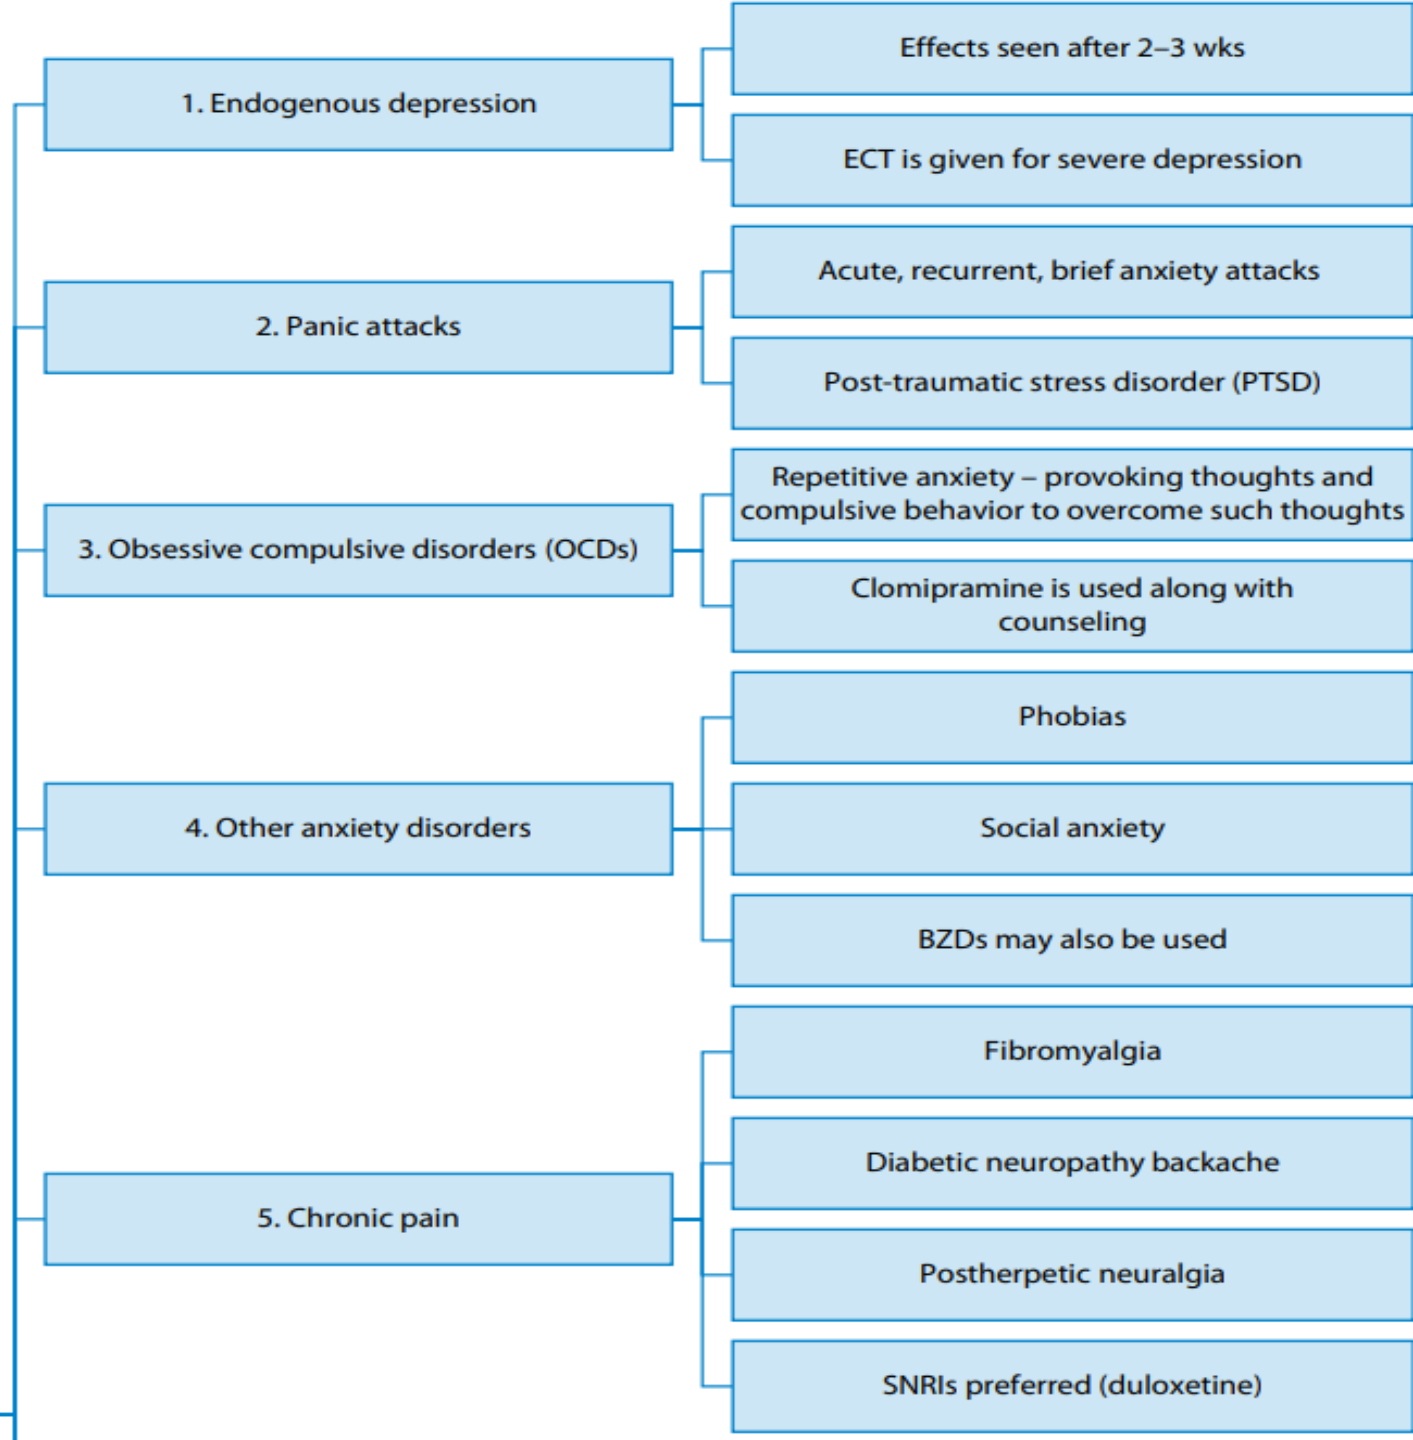 1. Endogenous depression
Effects seen after 2–3 wks
ECT is given for severe depression
2. Panic attacks
Acute, recurrent, brief anxiety attacks
Post-traumatic stress disorder (PTSD)
3. Obsessive compulsive disorders (OCDs)
Repetitive anxiety – provoking thoughts and
compulsive behavior to overcome such thoughts
Clomipramine is used along with
counseling
4. Other anxiety disorders
Phobias
Social anxiety
BZDs may also be used
5. Chronic pain
Fibromyalgia
Diabetic neuropathy backache
Postherpetic neuralgia
SNRIs preferred (duloxetine)